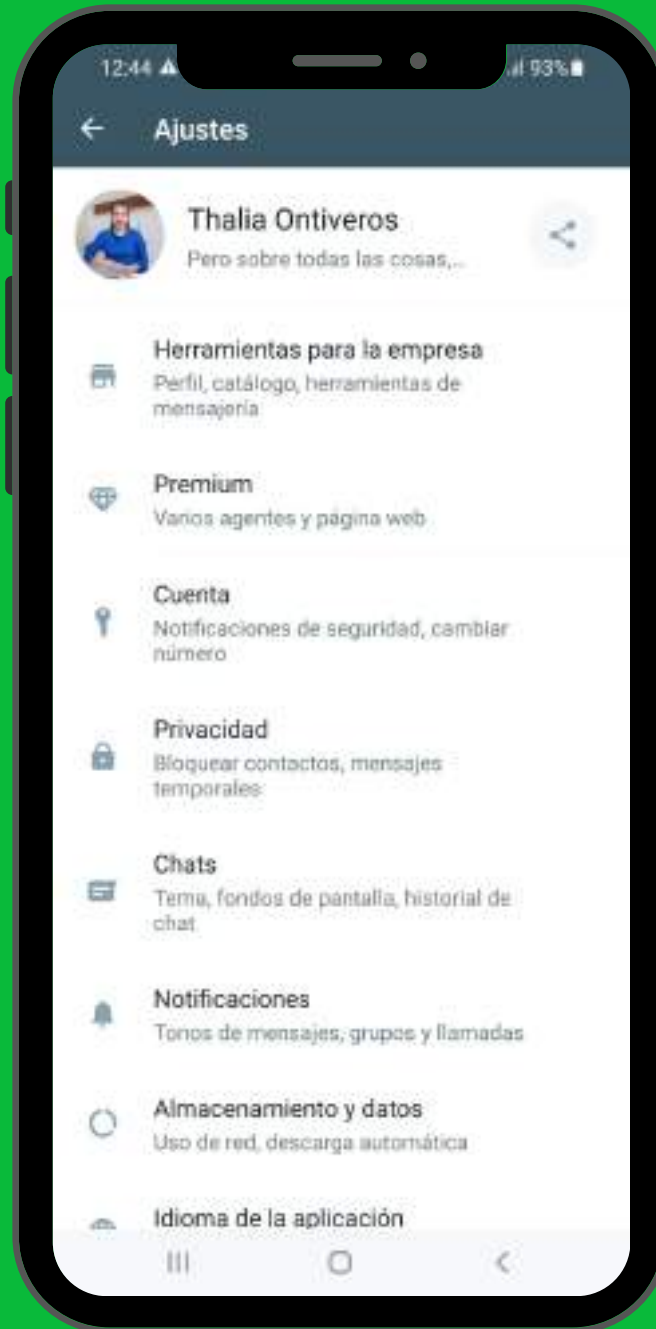 12:44
93%
Ajustes
Thalia Ontiveros
Pero sobre todas las cosas,...
Herramientas para la empresa
Perfil, catálogo, herramientas de
mensajería
Premium
Varios agentes y página web
Cuenta
Notificaciones de seguridad, cambiar
número
Privacidad
Bloquear contactos, mensajes
temporales
Chats
Tema, fondos de pantalla, historial de
chat
Notificaciones
Tonos de mensajes, grupos y llamadas
Almacenamiento y datos
Uso de red, descarga automática
Idioma de la aplicación